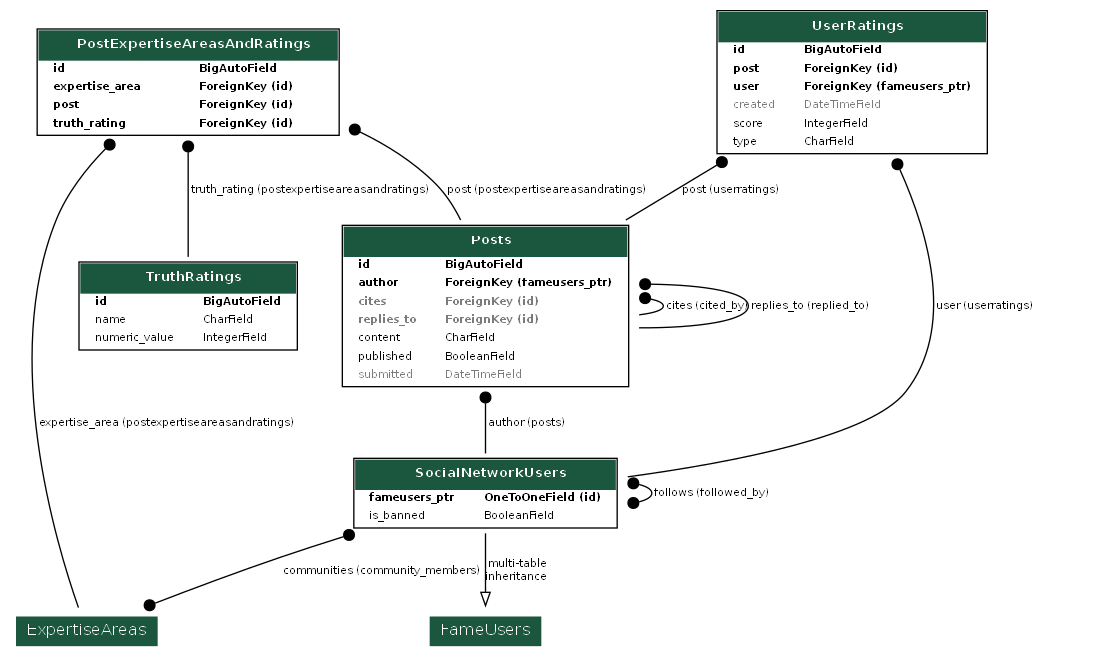 PostExpertiseAreasAndRatings
id BigAutoField
expertise_area ForeignKey (id)
post ForeignKey (id)
truth_rating ForeignKey (id)
UserRatings
id BigAutoField
post ForeignKey (id)
user ForeignKey (fameusers_ptr)
created DateTimeField
score IntegerField
type CharField
truth_rating (postexpertiseareasandratings)
post (postexpertiseareasandratings)
post (userratings)
TruthRatings
id BigAutoField
name CharField
numeric_value IntegerField
Posts
id BigAutoField
author ForeignKey (fameusers_ptr)
cites ForeignKey (id)
replies_to ForeignKey (id)
content CharField
published BooleanField
submitted DateTimeField
cites (cited_by)
replies_to (replied_to)
user (userratings)
expertise_area (postexpertiseareasandratings)
author (posts)
SocialNetworkUsers
fameusers_ptr OneToOneField (id)
is_banned BooleanField
follows (followed_by)
communities (community_members)
multi-table
inheritance
ExpertiseAreas
FameUsers